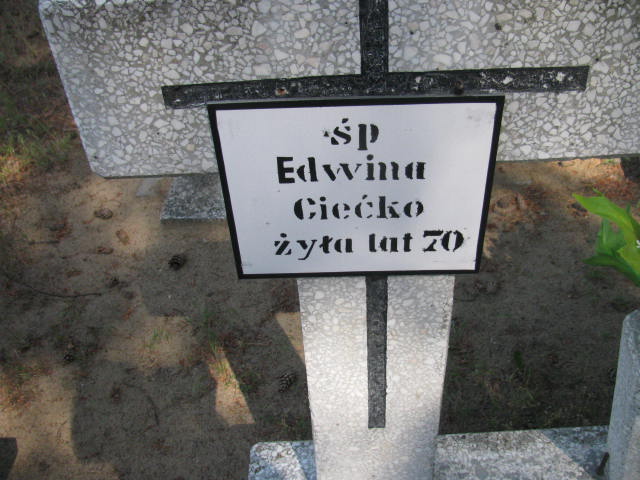 śp
Edwina
Ciećko
żyła lat 70